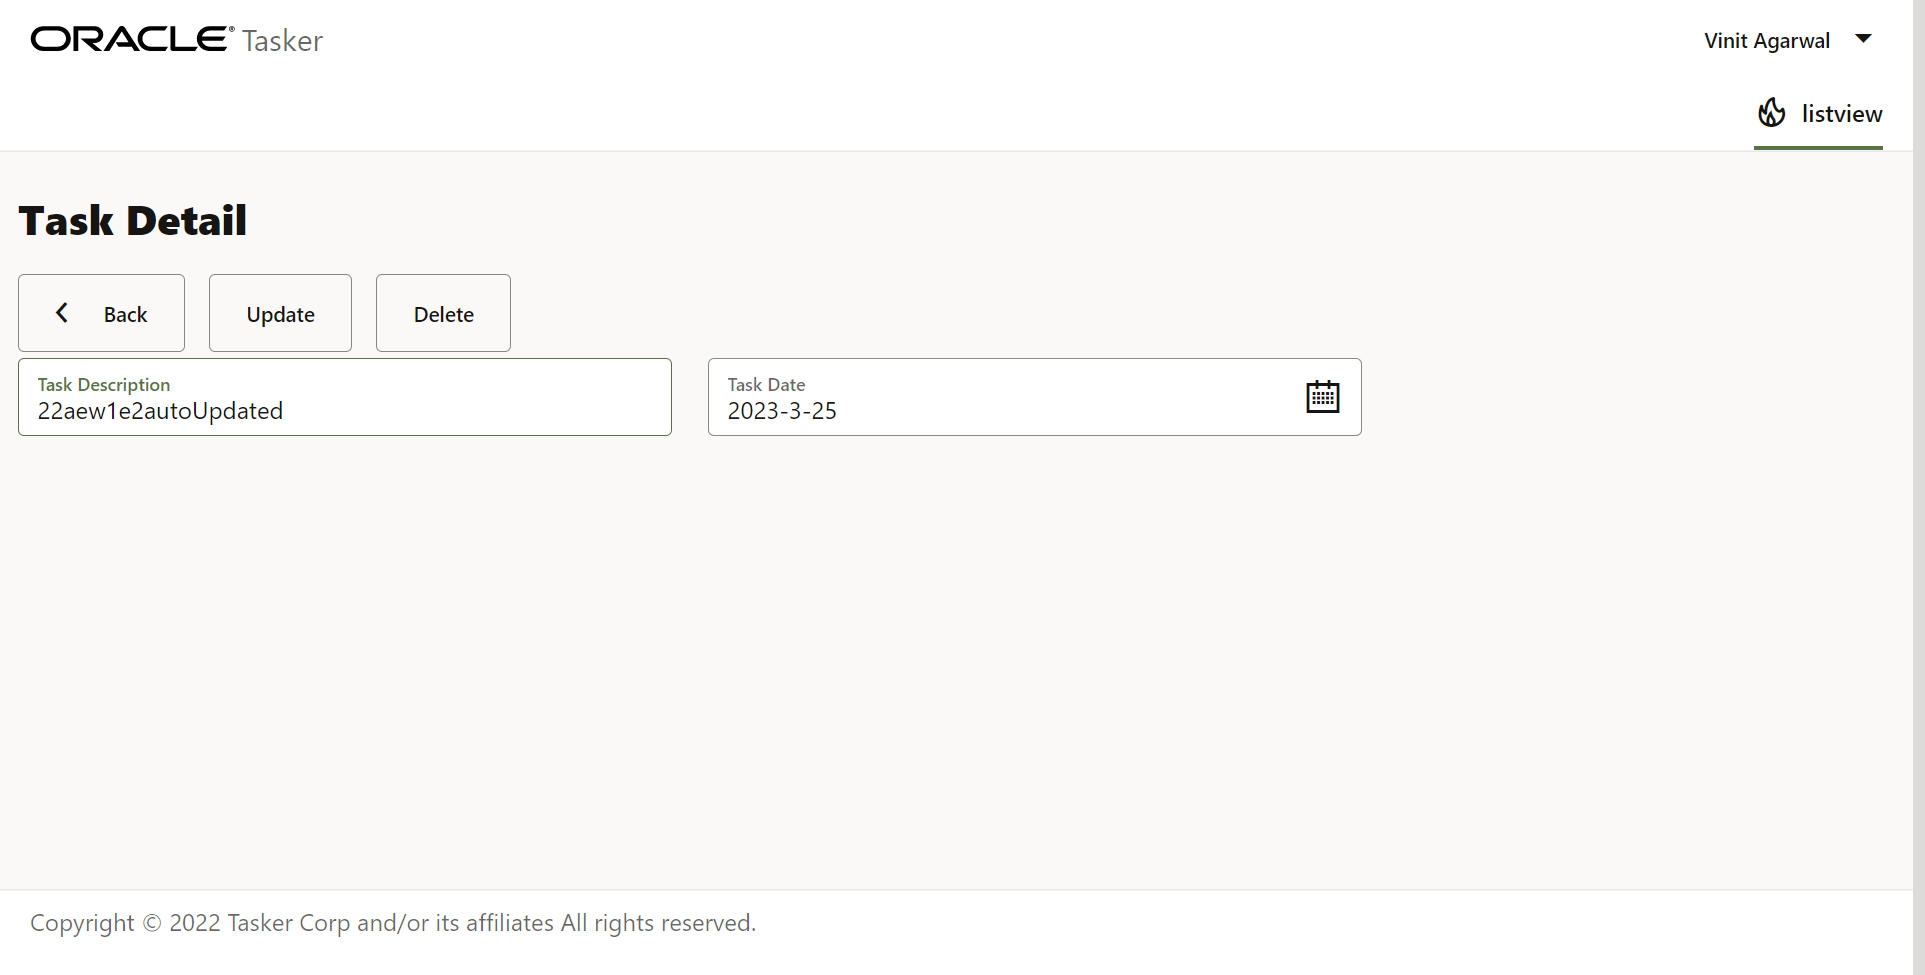 ORACLE® Tasker
Vinit Agarwal
listview
Task Detail
Back
Update
Delete
Task Description
22aew1e2autoUpdated
Task Date
2023-3-25
Copyright © 2022 Tasker Corp and/or its affiliates All rights reserved.